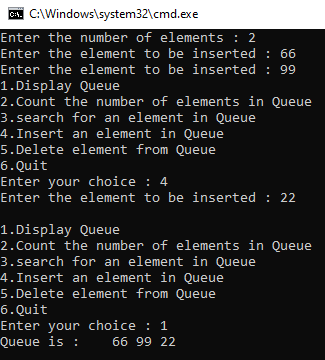 C:\Windows\system32\cmd.exe
Enter the number of elements : 2
Enter the element to be inserted : 66
Enter the element to be inserted : 99
1.Display Queue
2.Count the number of elements in Queue
3.search for an element in Queue
4.Insert an element in Queue
5.Delete element from Queue
6.Quit
Enter your choice : 4
Enter the element to be inserted : 22
1.Display Queue
2.Count the number of elements in Queue
3.search for an element in Queue
4.Insert an element in Queue
5.Delete element from Queue
6.Quit
Enter your choice : 1
Queue is :    66 99 22